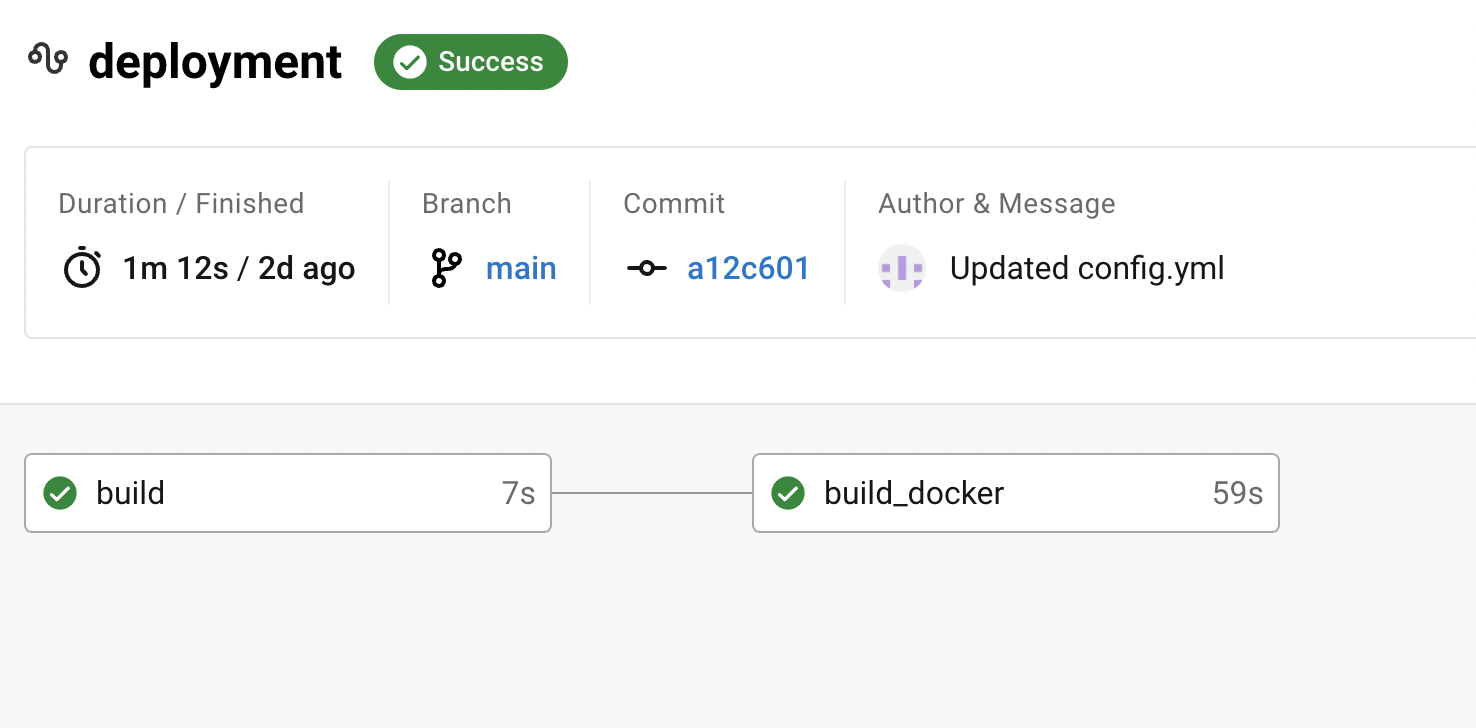 deployment Success
Duration / Finished Branch Commit Author & Message
1m 12s / 2d ago main a12c601 Updated config.yml
build 7s build_docker 59s